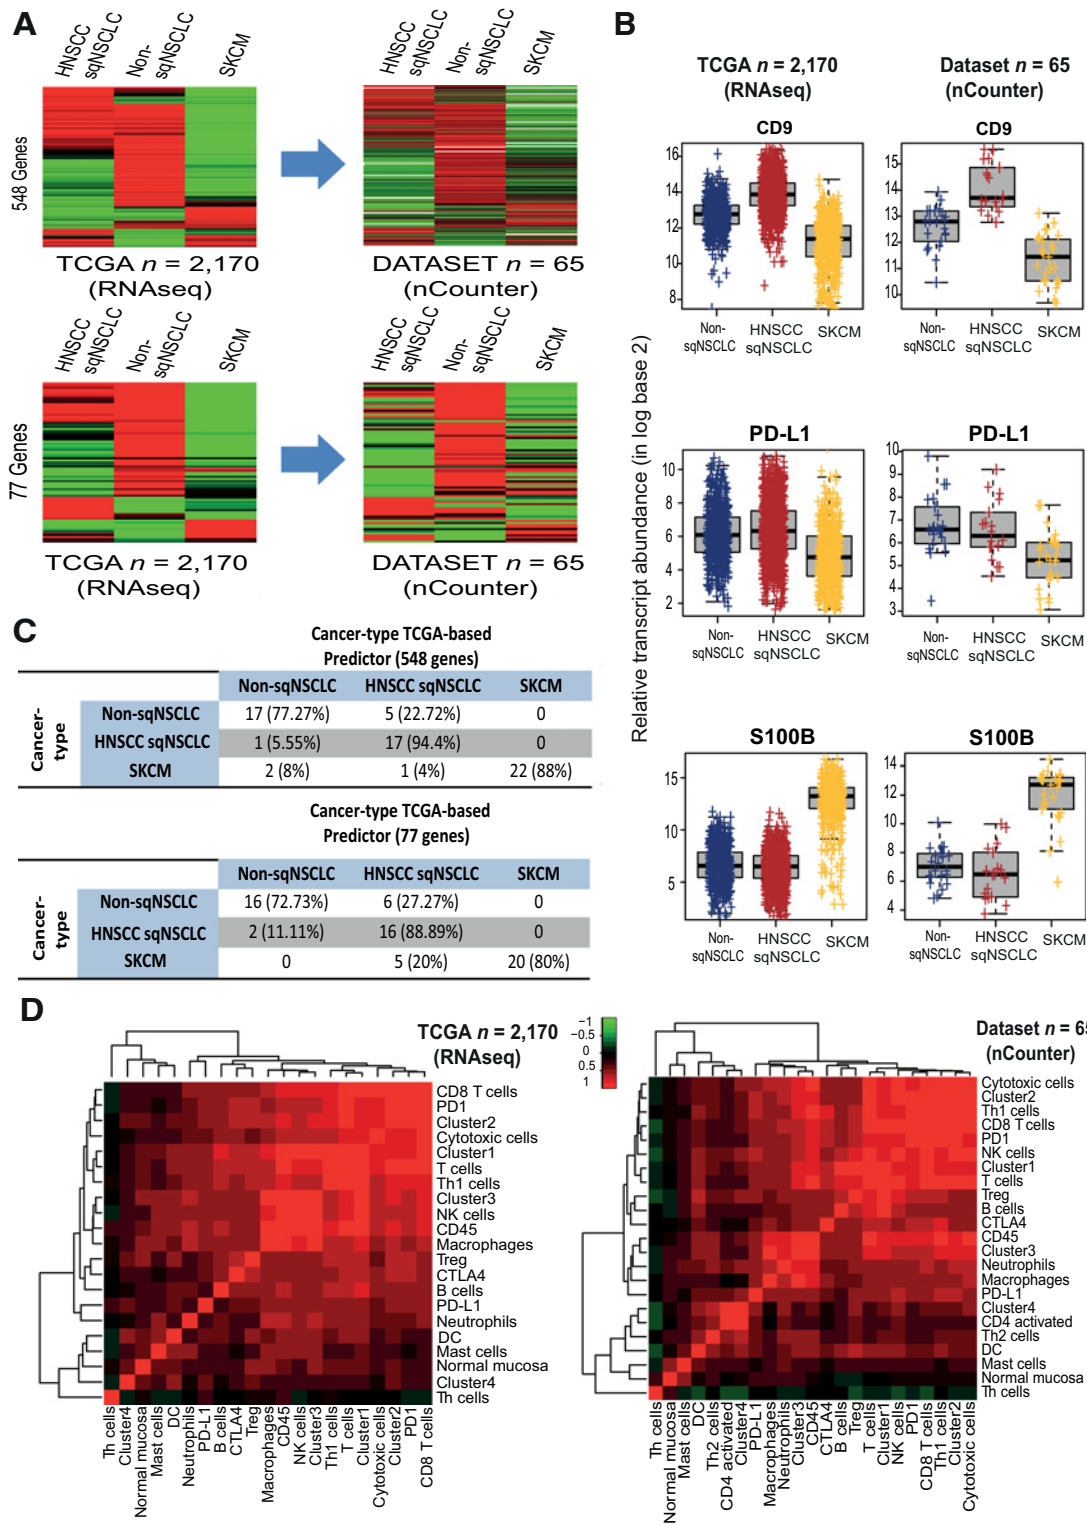 A
HNSCC
sqNSCLC
Non-
sqNSCLC
SKCM
HNSCC
sqNSCLC
Non-
sqNSCLC
SKCM
548 Genes
TCGA n = 2,170
(RNAseq)
DATASET n = 65
(nCounter)
HNSCC
sqNSCLC
Non-
sqNSCLC
SKCM
HNSCC
sqNSCLC
Non-
sqNSCLC
SKCM
77 Genes
TCGA n = 2,170
(RNAseq)
DATASET n = 65
(nCounter)
B
TCGA n = 2,170
(RNAseq)
Dataset n = 65
(nCounter)
Relative transcript abundance (in log base 2)
CD9
16
14
12
10
8
Non-
sqNSCLC
HNSCC
sqNSCLC
SKCM
CD9
15
14
13
12
11
10
Non-
sqNSCLC
HNSCC
sqNSCLC
SKCM
PD-L1
10
8
6
4
2
Non-
sqNSCLC
HNSCC
sqNSCLC
SKCM
PD-L1
10
9
8
7
6
5
4
3
Non-
sqNSCLC
HNSCC
sqNSCLC
SKCM
S100B
15
10
5
Non-
sqNSCLC
HNSCC
sqNSCLC
SKCM
S100B
14
12
10
8
6
4
Non-
sqNSCLC
HNSCC
sqNSCLC
SKCM
C
Cancer-type TCGA-based
Predictor (548 genes)
Non-sqNSCLC HNSCC sqNSCLC SKCM
Cancer-
type
Non-sqNSCLC 17 (77.27%) 5 (22.72%) 0
HNSCC sqNSCLC 1 (5.55%) 17 (94.4%) 0
SKCM 2 (8%) 1 (4%) 22 (88%)
Cancer-type TCGA-based
Predictor (77 genes)
Non-sqNSCLC HNSCC sqNSCLC SKCM
Cancer-
type
Non-sqNSCLC 16 (72.73%) 6 (27.27%) 0
HNSCC sqNSCLC 2 (11.11%) 16 (88.89%) 0
SKCM 0 5 (20%) 20 (80%)
D
TCGA n = 2,170
(RNAseq)
−1
−0.5
0
0.5
1
CD8 T cells
PD1
Cluster2
Cytotoxic cells
Cluster1
T cells
Th1 cells
Cluster3
NK cells
CD45
Macrophages
Treg
CTLA4
B cells
PD-L1
Neutrophils
DC
Mast cells
Normal mucosa
Cluster4
Th cells
Th cells
Cluster4
Normal mucosa
Mast cells
DC
Neutrophils
PD-L1
B cells
CTLA4
Treg
Macrophages
CD45
NK cells
Cluster3
Th1 cells
T cells
Cluster1
Cytotoxic cells
Cluster2
PD1
CD8 T cells
Dataset n = 65
(nCounter)
Cytotoxic cells
Cluster2
Th1 cells
CD8 T cells
PD1
NK cells
Cluster1
T cells
Treg
B cells
CTLA4
CD45
Cluster3
Neutrophils
Macrophages
PD-L1
Cluster4
CD4 activated
Th2 cells
DC
Mast cells
Normal mucosa
Th cells
Th cells
Normal mucosa
Mast cells
DC
Th2 cells
CD4 activated
Cluster4
PD-L1
Macrophages
Neutrophils
Cluster3
CD45
CTLA4
B cells
Treg
T cells
Cluster1
NK cells
PD1
CD8 T cells
Th1 cells
Cluster2
Cytotoxic cells